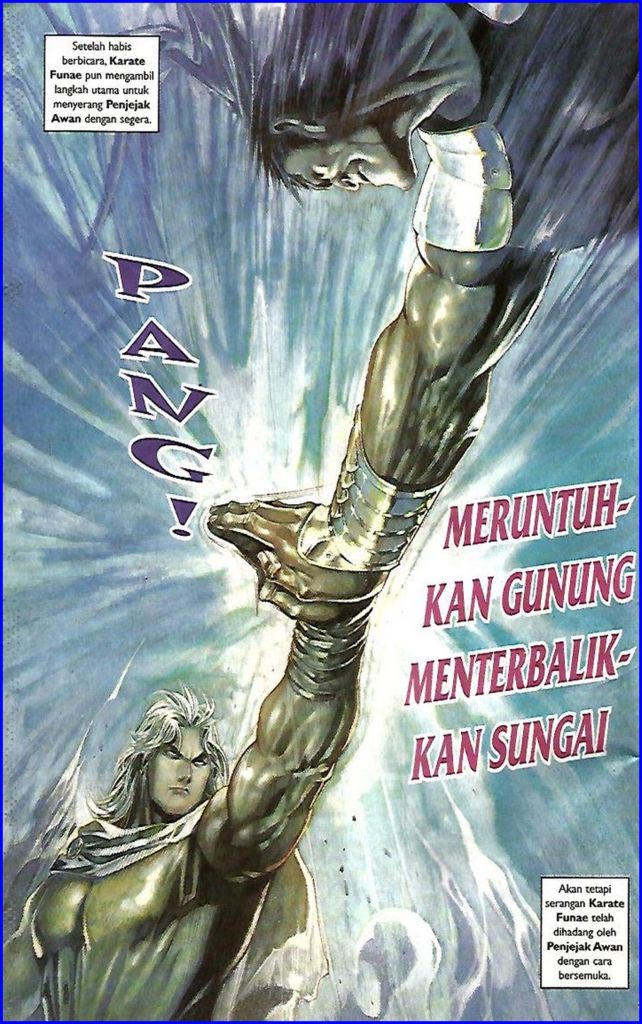 Setelah habis
berbicara, Karate
Funae pun mengambil
langkah utama untuk
menyerang Penjejak
Awan dengan segera.
PANG!
MERUNTUH-
KAN GUNUNG
MENTERBALIK-
KAN SUNGAI
Akan tetapi
serangan Karate
Funae telah
dihadang oleh
Penjejak Awan
dengan cara
bersemuka.